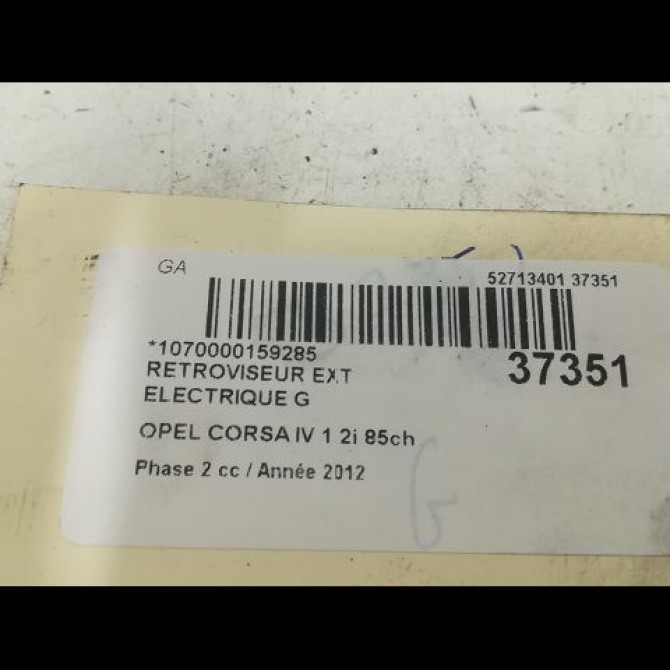 GA
52713401 37351
*1070000159285
37351
RETROVISEUR EXT
ELECTRIQUE G
OPEL CORSA IV 1 2i 85ch
Phase 2 cc / Année 2012
G